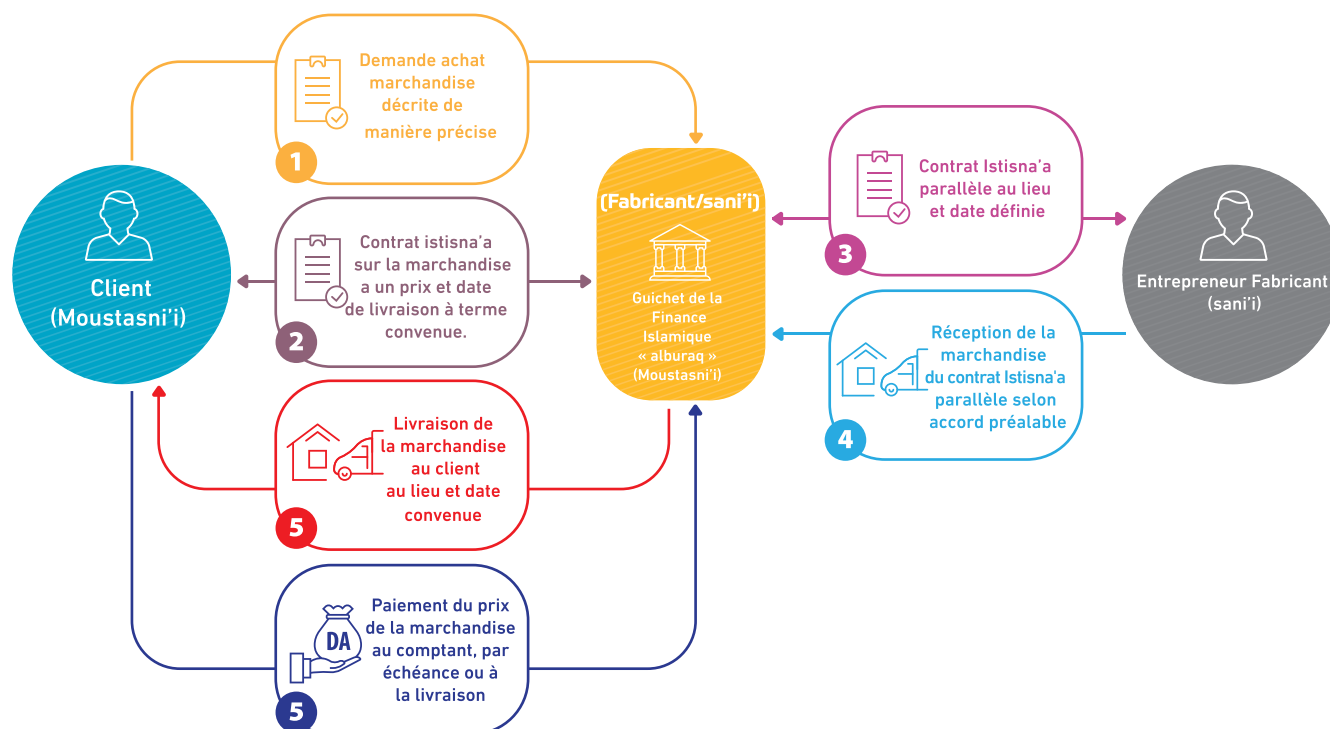 Demande achat
marchandise
décrite de
manière précise
1
Client
(Moustasni'i)
Contrat istisna'a
sur la marchandise
a un prix et date
de livraison à terme
convenue.
2
(Fabricant/sani'i)
Guichet de la
Finance
Islamique
« alburaq »
(Moustasni'i)
Contrat Istisna'a
parallèle au lieu
et date définie
3
Entrepreneur Fabricant
(sani'i)
Réception de la
marchandise
du contrat Istisna'a
parallèle selon
accord préalable
4
Livraison de
la marchandise
au client
au lieu et date
convenue
5
DA
Paiement du prix
de la marchandise
au comptant, par
échéance ou à
la livraison
5